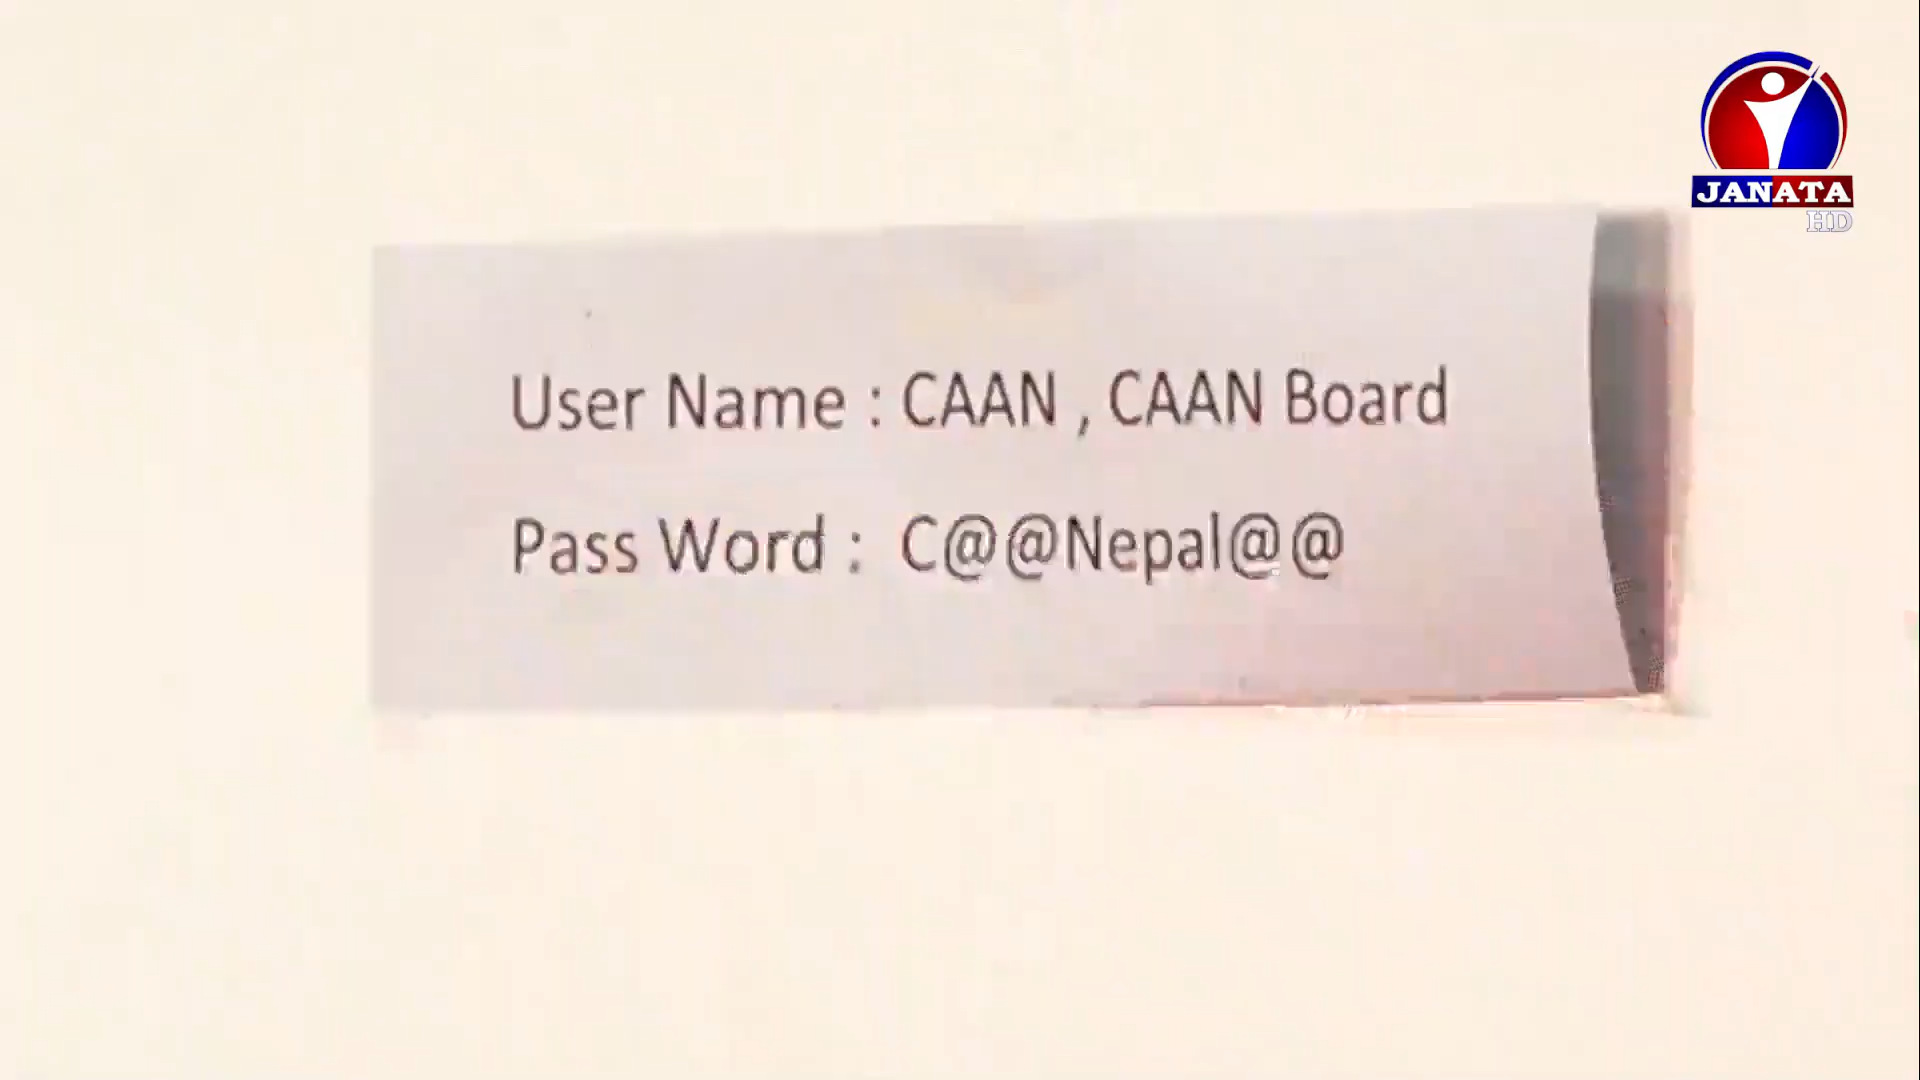 JANATA
HD
User Name : CAAN , CAAN Board
Pass Word : C@@Nepal@@